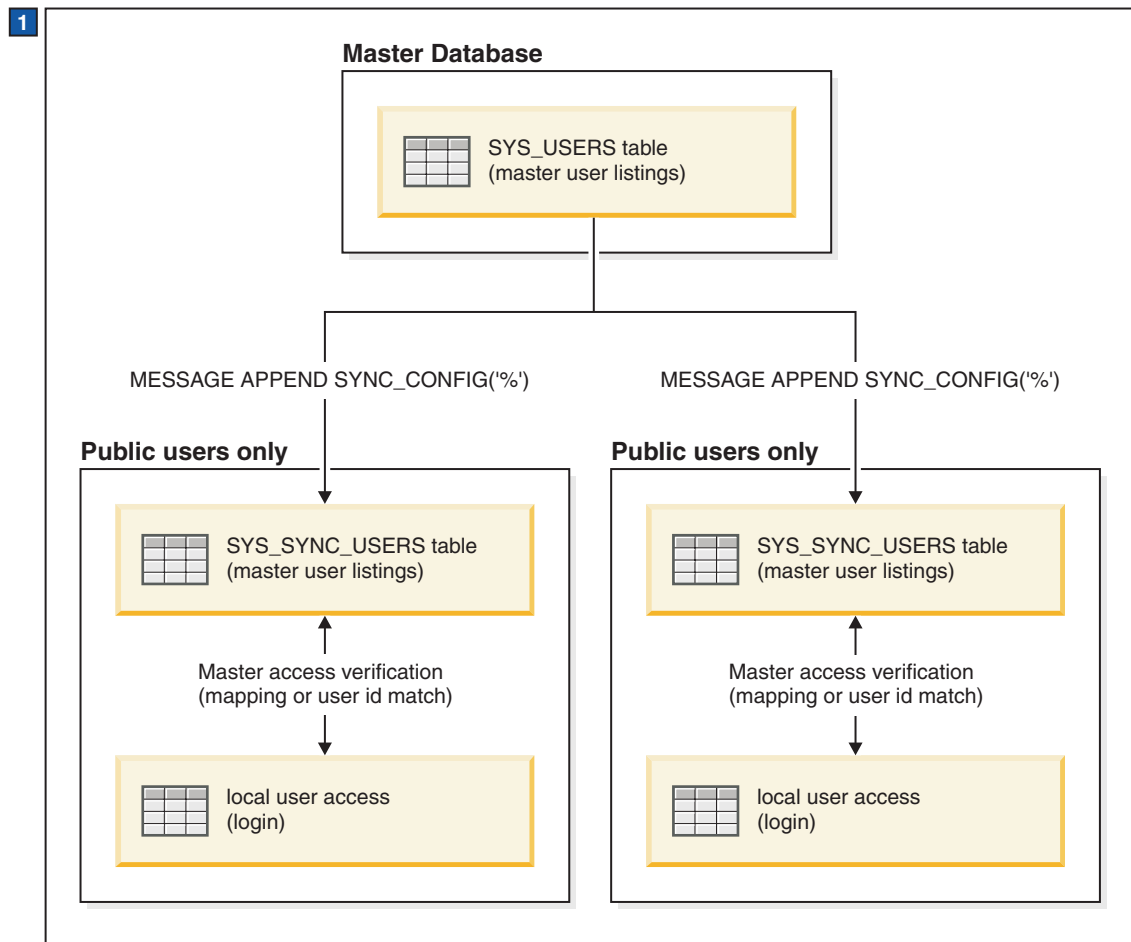 1
Master Database
SYS_USERS table
(master user listings)
MESSAGE APPEND SYNC_CONFIG('%')
MESSAGE APPEND SYNC_CONFIG('%')
Public users only
SYS_SYNC_USERS table
(master user listings)
Master access verification
(mapping or user id match)
local user access
(login)
Public users only
SYS_SYNC_USERS table
(master user listings)
Master access verification
(mapping or user id match)
local user access
(login)